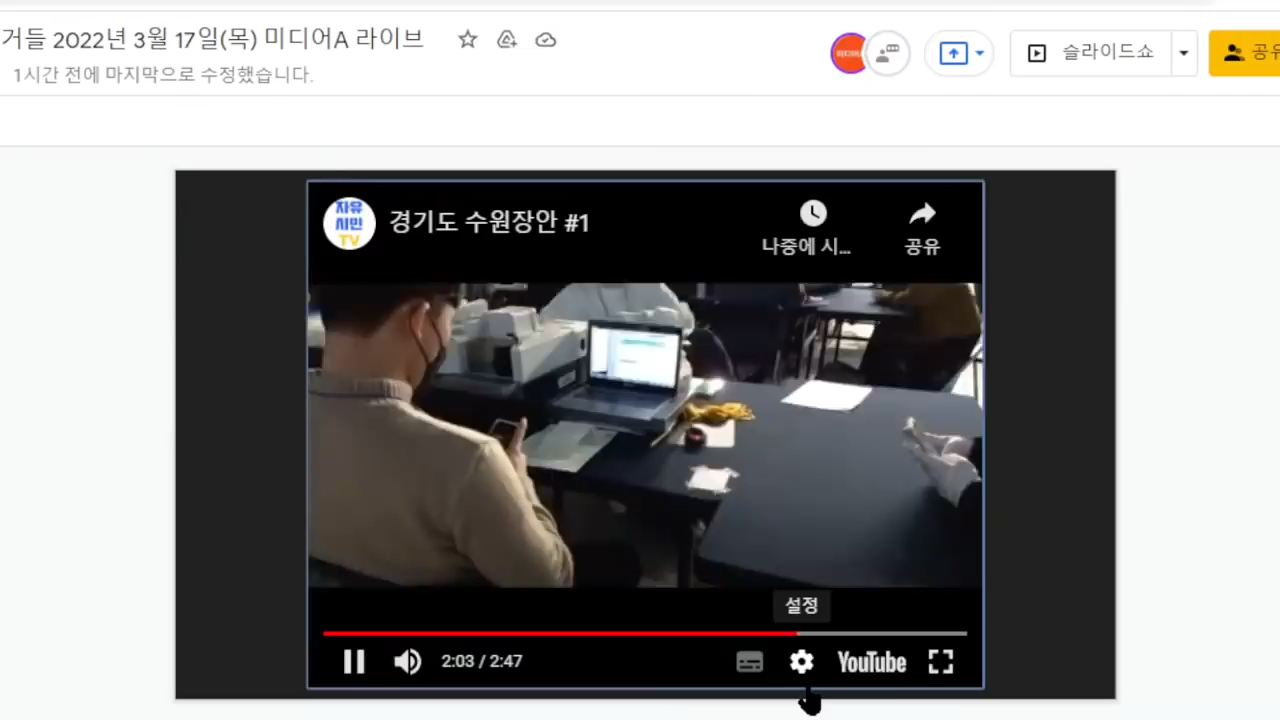 거들 2022년 3월 17일(목) 미디어A 라이브
1시간 전에 마지막으로 수정했습니다.
슬라이드쇼
공유
자유
시민
TV
경기도 수원장안 #1
나중에 시...
공유
설정
2:03 / 2:47
YouTube